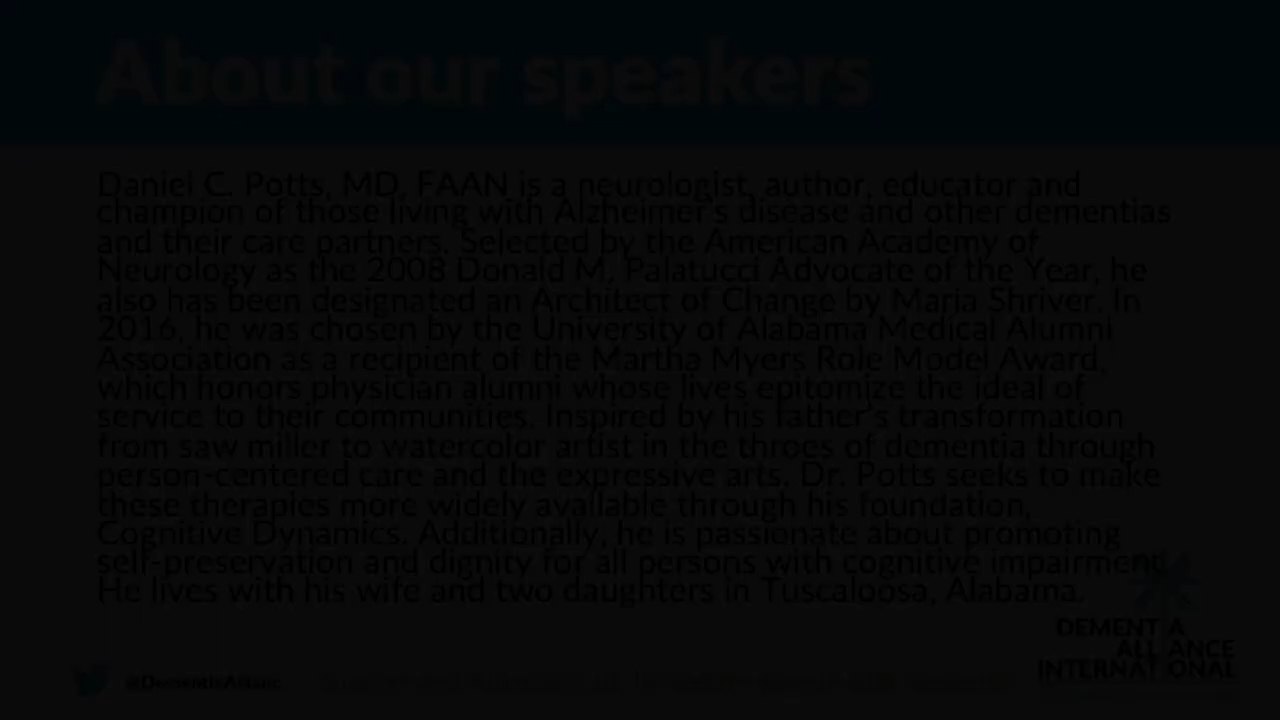 About our speakers
Daniel C. Potts, MD, FAAN is a neurologist, author, educator and
champion of those living with Alzheimer's disease and other dementias
and their care partners. Selected by the American Academy of
Neurology as the 2008 Donald M. Palatucci Advocate of the Year, he
also has been designated an Architect of Change by Maria Shriver. In
2016, he was chosen by the University of Alabama Medical Alumni
Association as a recipient of the Martha Myers Role Model Award,
which honors physician alumni whose lives epitomize the ideal of
service to their communities. Inspired by his father's transformation
from saw miller to watercolor artist in the throes of dementia through
person-centered care and the expressive arts, Dr. Potts seeks to make
these therapies more widely available through his foundation,
Cognitive Dynamics. Additionally, he is passionate about promoting
self-preservation and dignity for all persons with cognitive impairment.
He lives with his wife and two daughters in Tuscaloosa, Alabama.
DEMENTIA
ALLIANCE
INTERNATIONAL